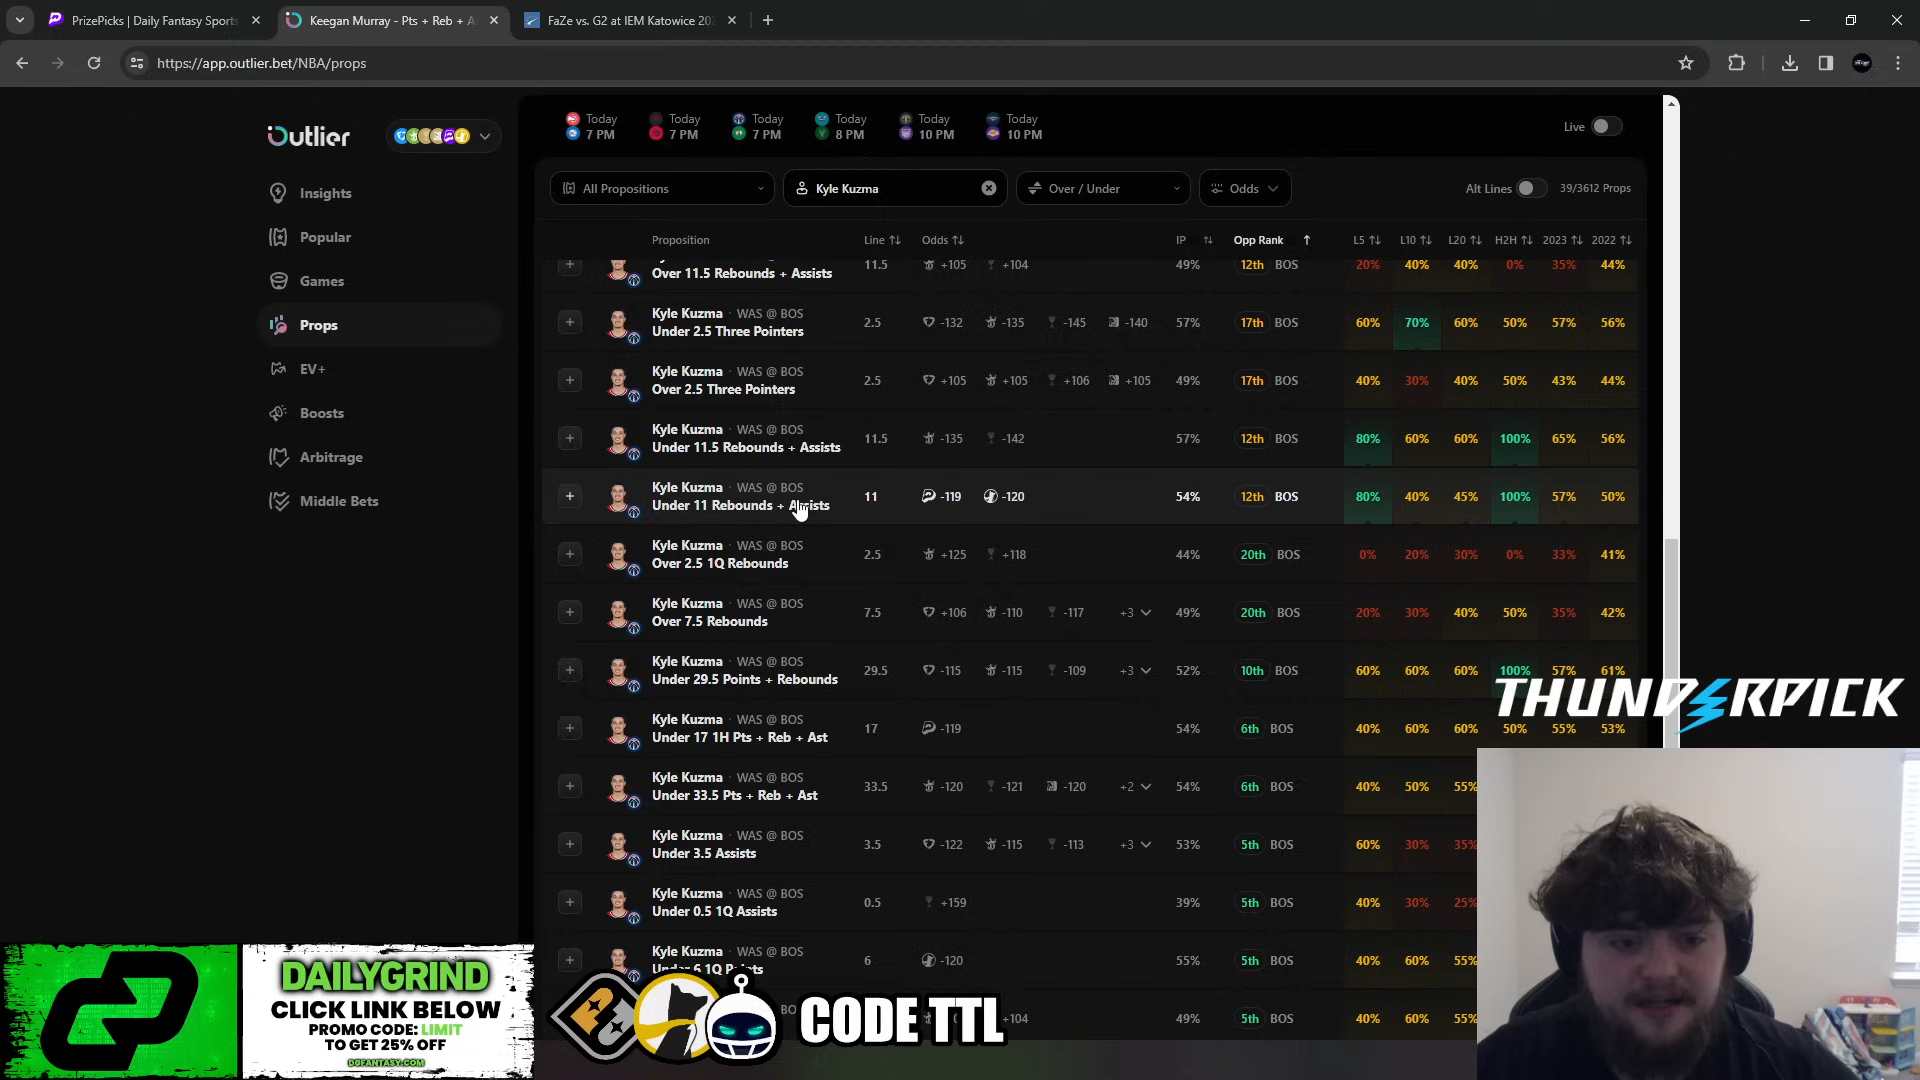 PrizePicks | Daily Fantasy Sports
Keegan Murray - Pts + Reb + A
FaZe vs. G2 at IEM Katowice 202
https://app.outlier.bet/NBA/props
Outlier
Insights
Popular
Games
Props
EV+
Boosts
Arbitrage
Middle Bets
Today 7 PM
Today 7 PM
Today 7 PM
Today 8 PM
Today 10 PM
Today 10 PM
Live
All Propositions
Kyle Kuzma
Over / Under
Odds
Alt Lines
39/3612 Props
Proposition Line Odds IP Opp Rank L5 L10 L20 H2H 2023 2022
Over 11.5 Rebounds + Assists 11.5 +105 +104 49% 12th BOS 20% 40% 40% 0% 35% 44%
Kyle Kuzma · WAS @ BOS
Under 2.5 Three Pointers 2.5 -132 -135 -145 -140 57% 17th BOS 60% 70% 60% 50% 57% 56%
Kyle Kuzma · WAS @ BOS
Over 2.5 Three Pointers 2.5 +105 +105 +106 +105 49% 17th BOS 40% 30% 40% 50% 43% 44%
Kyle Kuzma · WAS @ BOS
Under 11.5 Rebounds + Assists 11.5 -135 -142 57% 12th BOS 80% 60% 60% 100% 65% 56%
Kyle Kuzma · WAS @ BOS
Under 11 Rebounds + Assists 11 -119 -120 54% 12th BOS 80% 40% 45% 100% 57% 50%
Kyle Kuzma · WAS @ BOS
Over 2.5 1Q Rebounds 2.5 +125 +118 44% 20th BOS 0% 20% 30% 0% 33% 41%
Kyle Kuzma · WAS @ BOS
Over 7.5 Rebounds 7.5 +106 -110 -117 +3 49% 20th BOS 20% 30% 40% 50% 35% 42%
Kyle Kuzma · WAS @ BOS
Under 29.5 Points + Rebounds 29.5 -115 -115 -109 +3 52% 10th BOS 60% 60% 60% 100% 57% 61%
Kyle Kuzma · WAS @ BOS
Under 17 1H Pts + Reb + Ast 17 -119 54% 6th BOS 40% 60% 60% 50% 55% 53%
Kyle Kuzma · WAS @ BOS
Under 33.5 Pts + Reb + Ast 33.5 -120 -121 -120 +2 54% 6th BOS 40% 50% 55%
Kyle Kuzma · WAS @ BOS
Under 3.5 Assists 3.5 -122 -115 -113 +3 53% 5th BOS 60% 30% 35%
Kyle Kuzma · WAS @ BOS
Under 0.5 1Q Assists 0.5 +159 39% 5th BOS 40% 30% 25%
Kyle Kuzma · WAS @ BOS
Under 6 1Q Points 6 -120 55% 5th BOS 40% 60% 55%
+104 49% 5th BOS 40% 60% 55%
THUNDERPICK
DAILYGRIND
CLICK LINK BELOW
PROMO CODE: LIMIT
TO GET 25% OFF
DGFANTASY.COM
CODE TTL